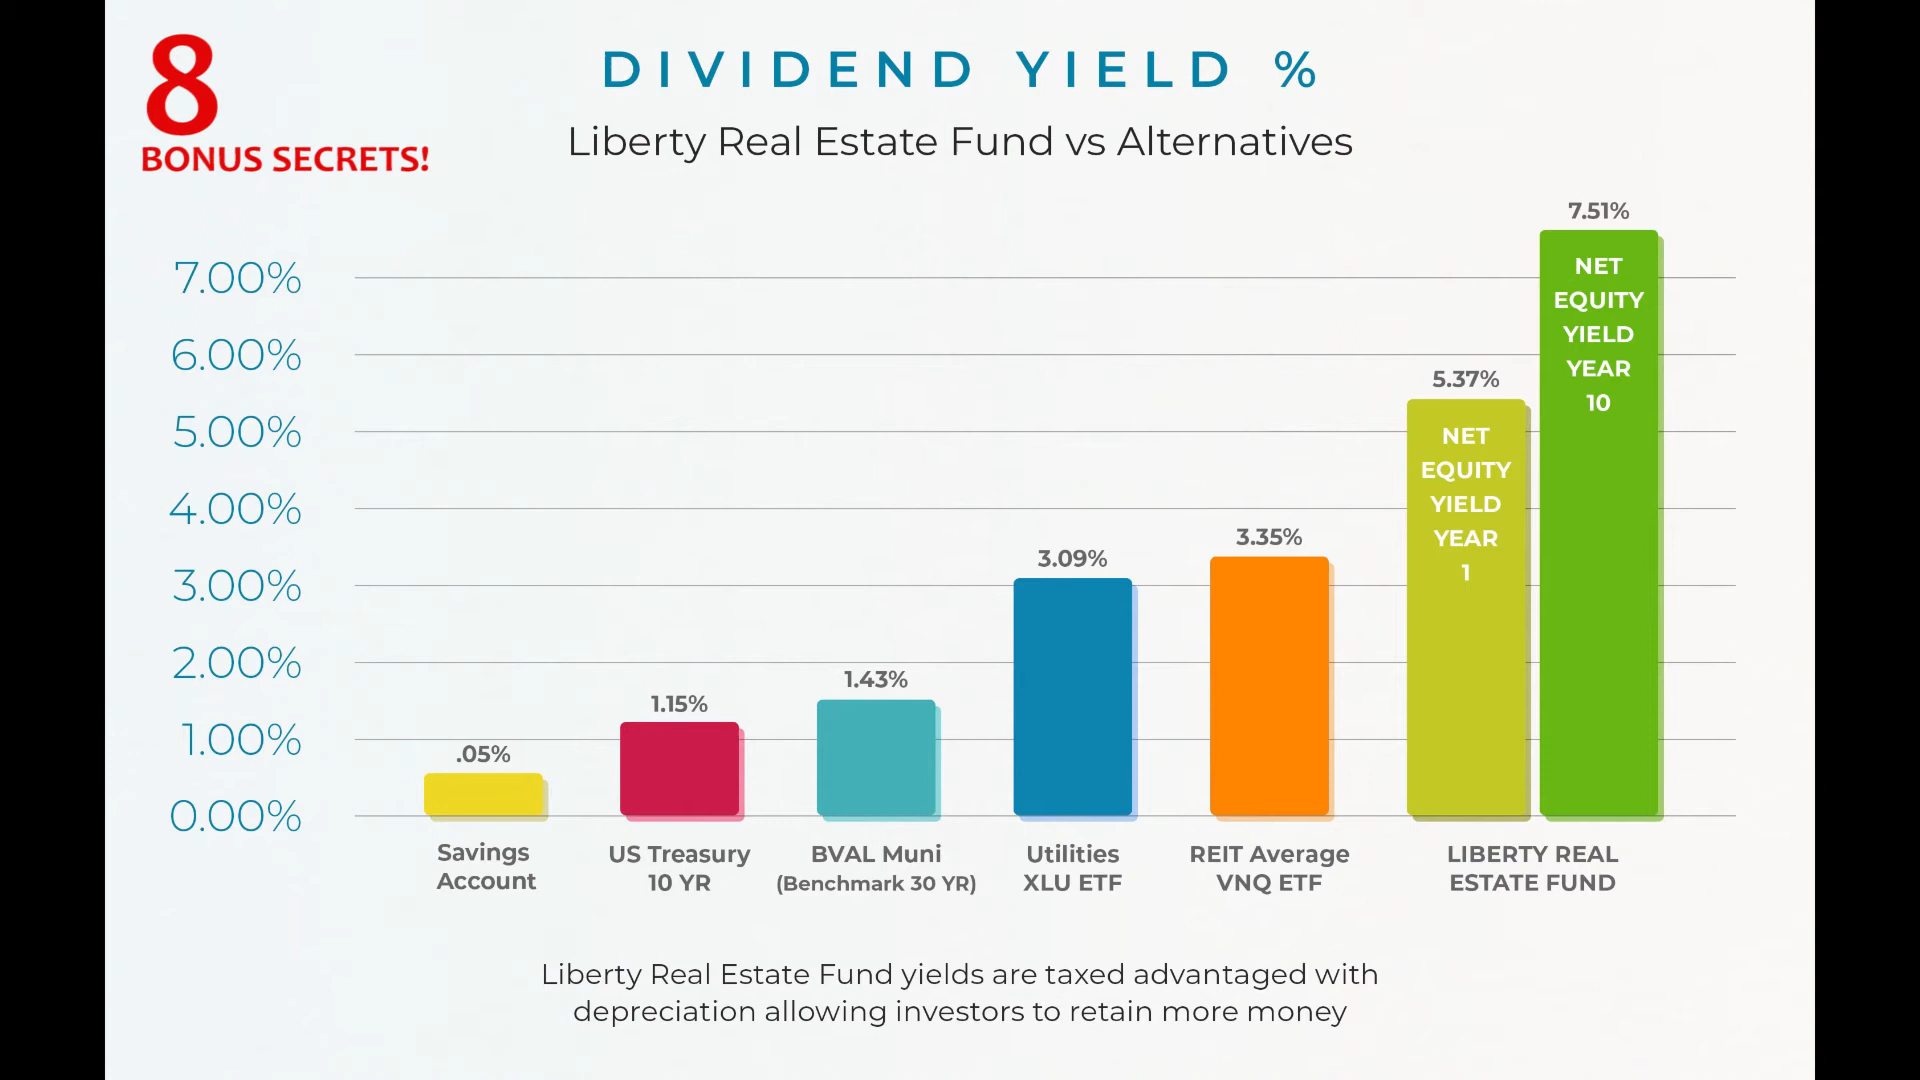 8
BONUS SECRETS!
DIVIDEND YIELD %
Liberty Real Estate Fund vs Alternatives
7.00%
6.00%
5.00%
4.00%
3.00%
2.00%
1.00%
0.00%
.05%
1.15%
1.43%
3.09%
3.35%
5.37%
7.51%
NET
EQUITY
YIELD
YEAR
1
NET
EQUITY
YIELD
YEAR
10
Savings
Account
US Treasury
10 YR
BVAL Muni
(Benchmark 30 YR)
Utilities
XLU ETF
REIT Average
VNQ ETF
LIBERTY REAL
ESTATE FUND
Liberty Real Estate Fund yields are taxed advantaged with
depreciation allowing investors to retain more money